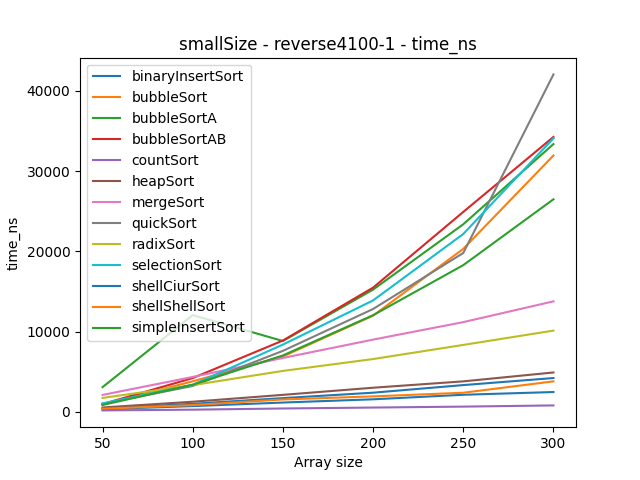 smallSize - reverse4100-1 - time_ns
binaryInsertSort
bubbleSort
bubbleSortA
bubbleSortAB
countSort
heapSort
mergeSort
quickSort
radixSort
selectionSort
shellCiurSort
shellShellSort
simpleInsertSort
time_ns
40000
30000
20000
10000
0
50 100 150 200 250 300
Array size